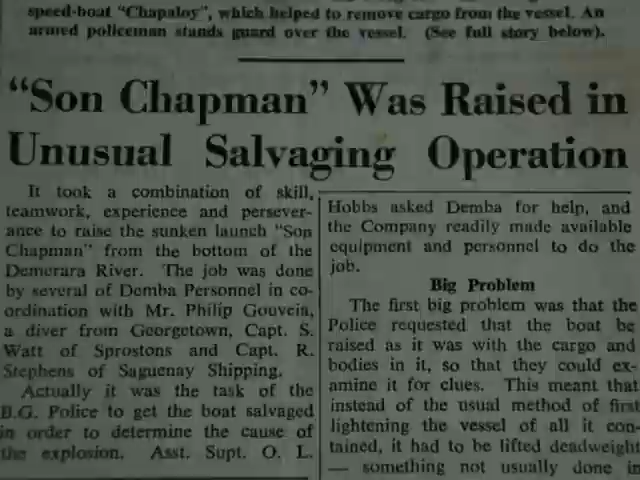 speed-boat "Chapaloy", which helped to remove cargo from the vessel. An
armed policeman stands guard over the vessel. (See full story below).
"Son Chapman" Was Raised in
Unusual Salvaging Operation
It took a combination of skill,
teamwork, experience and persever-
ance to raise the sunken launch "Son
Chapman" from the bottom of the
Demerara River. The job was done
by several of Demba Personnel in co-
ordination with Mr. Philip Gouveia,
a diver from Georgetown, Capt. S.
Watt of Sprostons and Capt. R.
Stephens of Saguenay Shipping.
Actually it was the task of the
B.G. Police to get the boat salvaged
in order to determine the cause of
the explosion. Asst. Supt. O. L.
Hobbs asked Demba for help, and
the Company readily made available
equipment and personnel to do the
job.
Big Problem
The first big problem was that the
Police requested that the boat be
raised as it was with the cargo and
bodies in it, so that they could ex-
amine it for clues. This meant that
instead of the usual method of first
lightening the vessel of all it con-
tained, it had to be lifted deadweight
— something not usually done in